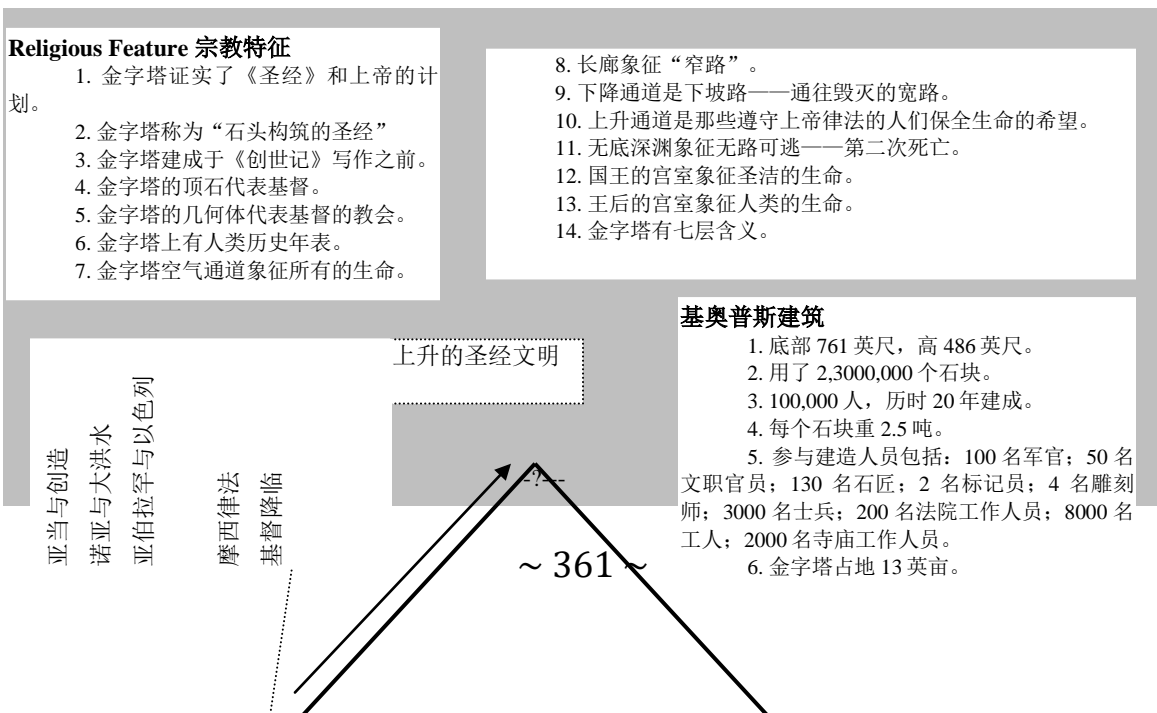 Religious Feature 宗教特征
1. 金字塔证实了《圣经》和上帝的计
划。
2. 金字塔称为“石头构筑的圣经”
3. 金字塔建成于《创世记》写作之前。
4. 金字塔的顶石代表基督。
5. 金字塔的几何体代表基督的教会。
6. 金字塔上有人类历史年表。
7. 金字塔空气通道象征所有的生命。
8. 长廊象征“窄路”。
9. 下降通道是下坡路——通往毁灭的宽路。
10. 上升通道是那些遵守上帝律法的人们保全生命的希望。
11. 无底深渊象征无路可逃——第二次死亡。
12. 国王的宫室象征圣洁的生命。
13. 王后的宫室象征人类的生命。
14. 金字塔有七层含义。
基奥普斯建筑
1. 底部 761 英尺，高 486 英尺。
2. 用了 2,3000,000 个石块。
3. 100,000 人，历时 20 年建成。
4. 每个石块重 2.5 吨。
5. 参与建造人员包括：100 名军官；50 名
文职官员；130 名石匠；2 名标记员；4 名雕刻
师；3000 名士兵；200 名法院工作人员；8000 名
工人；2000 名寺庙工作人员。
6. 金字塔占地 13 英亩。
上升的圣经文明
亚当与创造
诺亚与大洪水
亚伯拉罕与以色列
摩西律法
基督降临
-?---
~ 361 ~